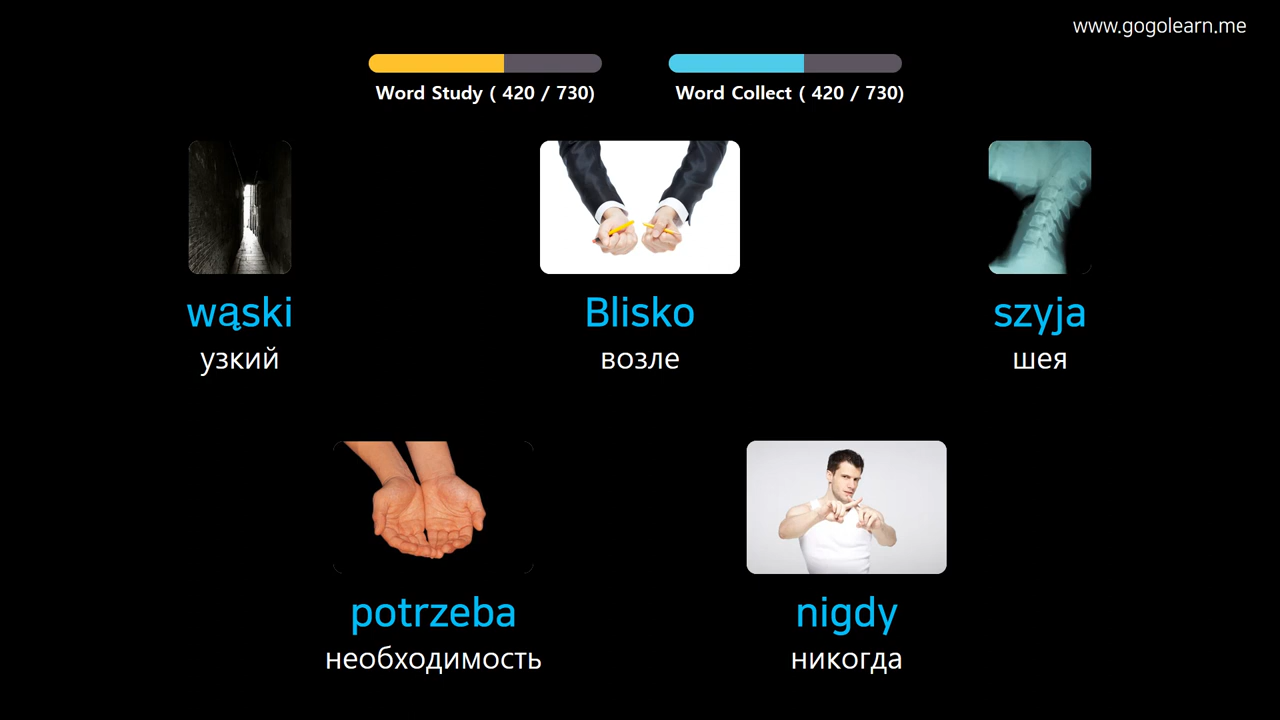 www.gogolearn.me
Word Study ( 420 / 730)
Word Collect ( 420 / 730)
wąski
узкий
Blisko
возле
szyja
шея
potrzeba
необходимость
nigdy
никогда